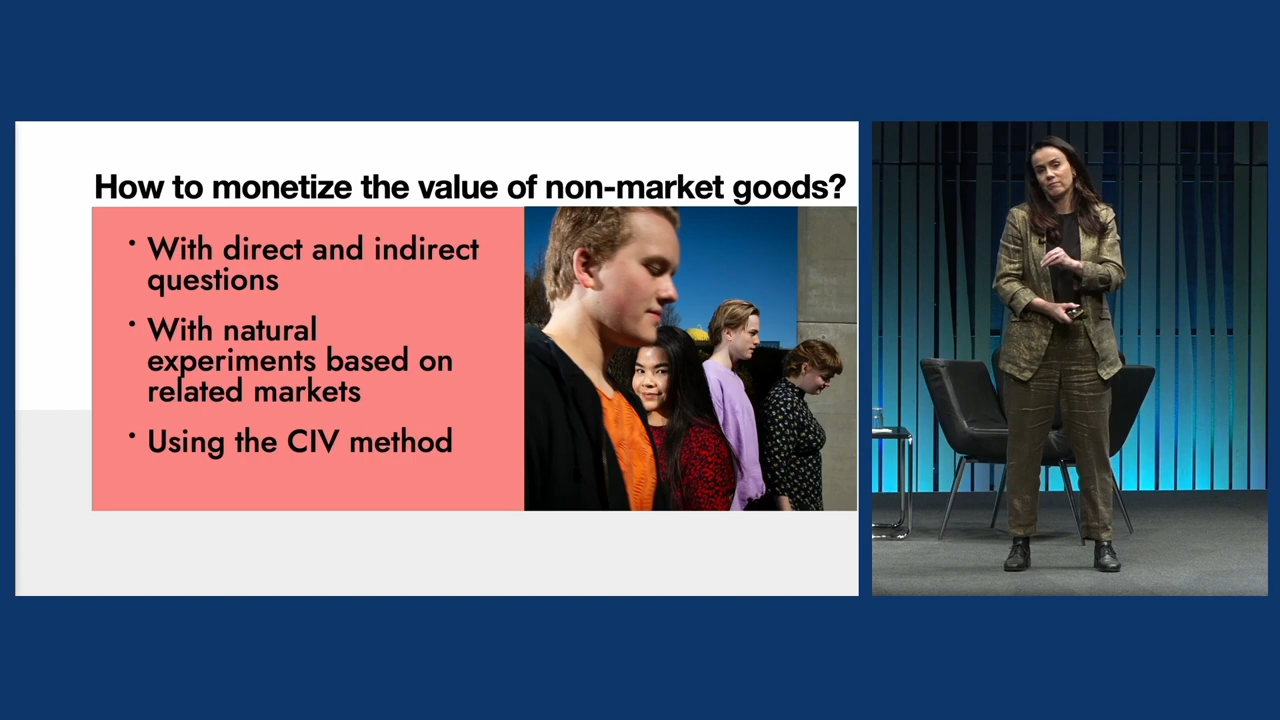 How to monetize the value of non-market goods?
• With direct and indirect
questions
• With natural
experiments based on
related markets
• Using the CIV method